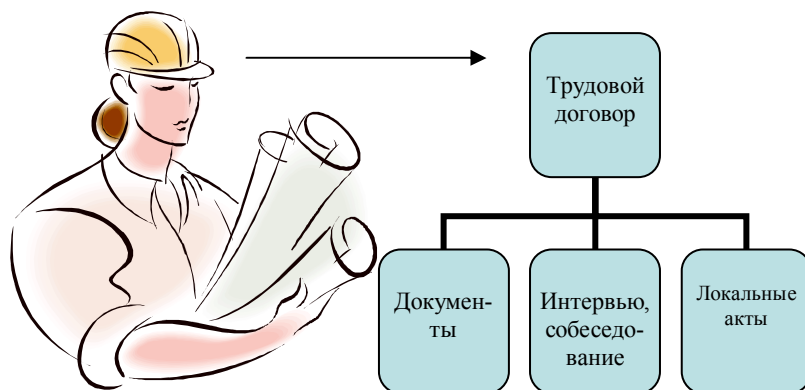 Трудовой
договор
Докумен-
ты
Интервью,
собеседо-
вание
Локальные
акты